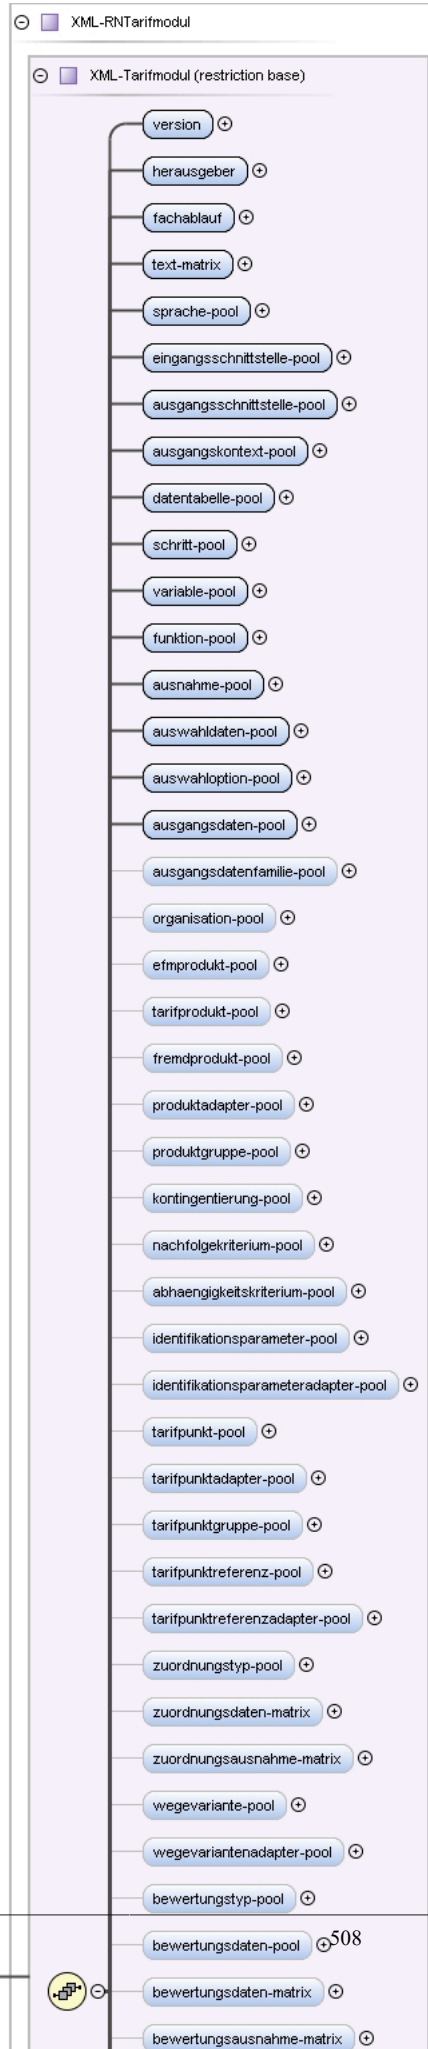 XML-RNTarifmodul
XML-Tarifmodul (restriction base)
version
herausgeber
fachablauf
text-matrix
sprache-pool
eingangsschnittstelle-pool
ausgangsschnittstelle-pool
ausgangskontext-pool
datentabelle-pool
schritt-pool
variable-pool
funktion-pool
ausnahme-pool
auswahldaten-pool
auswahloption-pool
ausgangsdaten-pool
ausgangsdatenfamilie-pool
organisation-pool
efmprodukt-pool
tarifprodukt-pool
fremdprodukt-pool
produktadapter-pool
produktgruppe-pool
kontingentierung-pool
nachfolgekriterium-pool
abhaengigkeitskriterium-pool
identifikationsparameter-pool
identifikationsparameteradapter-pool
tarifpunkt-pool
tarifpunktadapter-pool
tarifpunktgruppe-pool
tarifpunktreferenz-pool
tarifpunktreferenzadapter-pool
zuordnungstyp-pool
zuordnungsdaten-matrix
zuordnungsausnahme-matrix
wegevariante-pool
wegevariantenadapter-pool
bewertungstyp-pool
bewertungsdaten-pool 508
bewertungsdaten-matrix
bewertungsausnahme-matrix